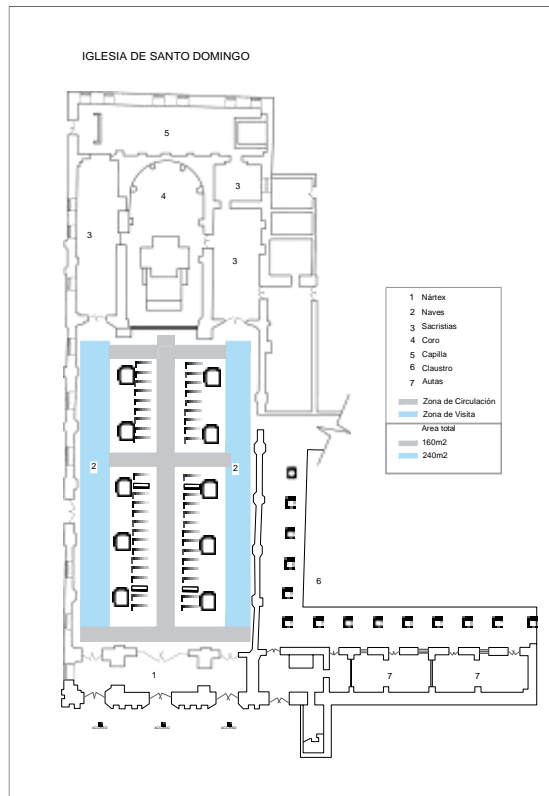 IGLESIA DE SANTO DOMINGO
5
4
3
3
3
1 Nártex
2 Naves
3 Sacristias
4 Coro
5 Capilla
6 Claustro
7 Autas
Zona de Circulación
Zona de Visita
Area total
160m2
240m2
2
2
6
7
7
1